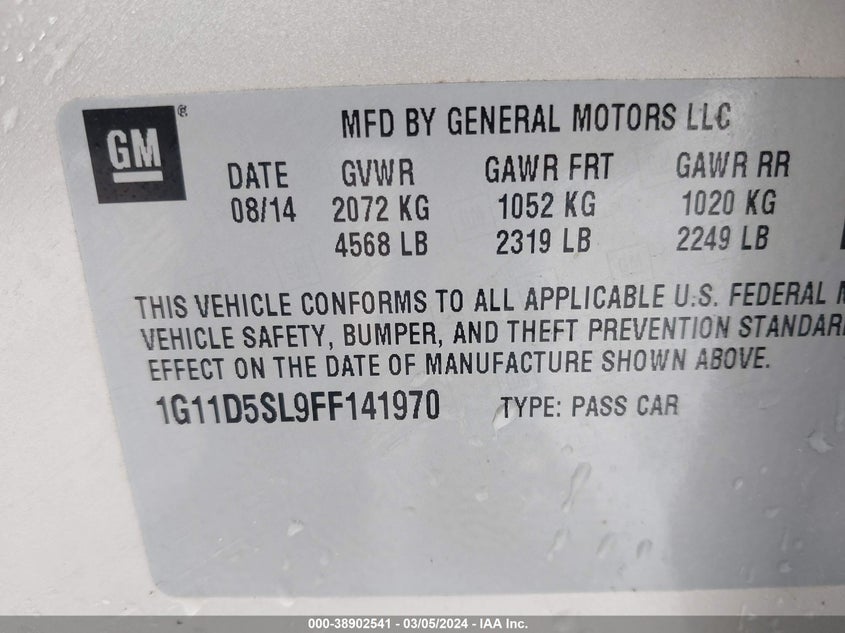 GM®
MFD BY GENERAL MOTORS LLC
DATE GVWR GAWR FRT GAWR RR
08/14 2072 KG 1052 KG 1020 KG
4568 LB 2319 LB 2249 LB
THIS VEHICLE CONFORMS TO ALL APPLICABLE U.S. FEDERAL
VEHICLE SAFETY, BUMPER, AND THEFT PREVENTION STANDAR
EFFECT ON THE DATE OF MANUFACTURE SHOWN ABOVE.
1G11D5SL9FF141970 TYPE: PASS CAR
000-38902541 - 03/05/2024 - IAA Inc.